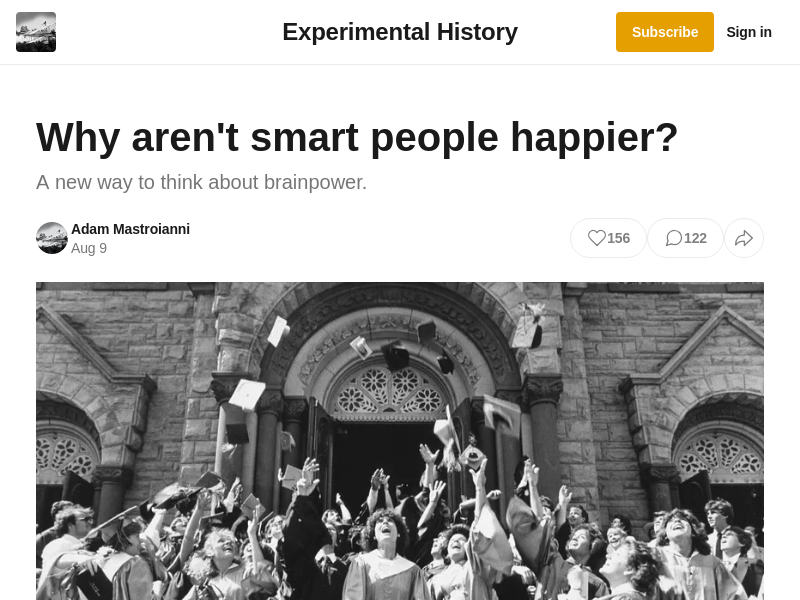 Experimental History
Subscribe
Sign in
Why aren't smart people happier?
A new way to think about brainpower.
Adam Mastroianni
Aug 9
156
122